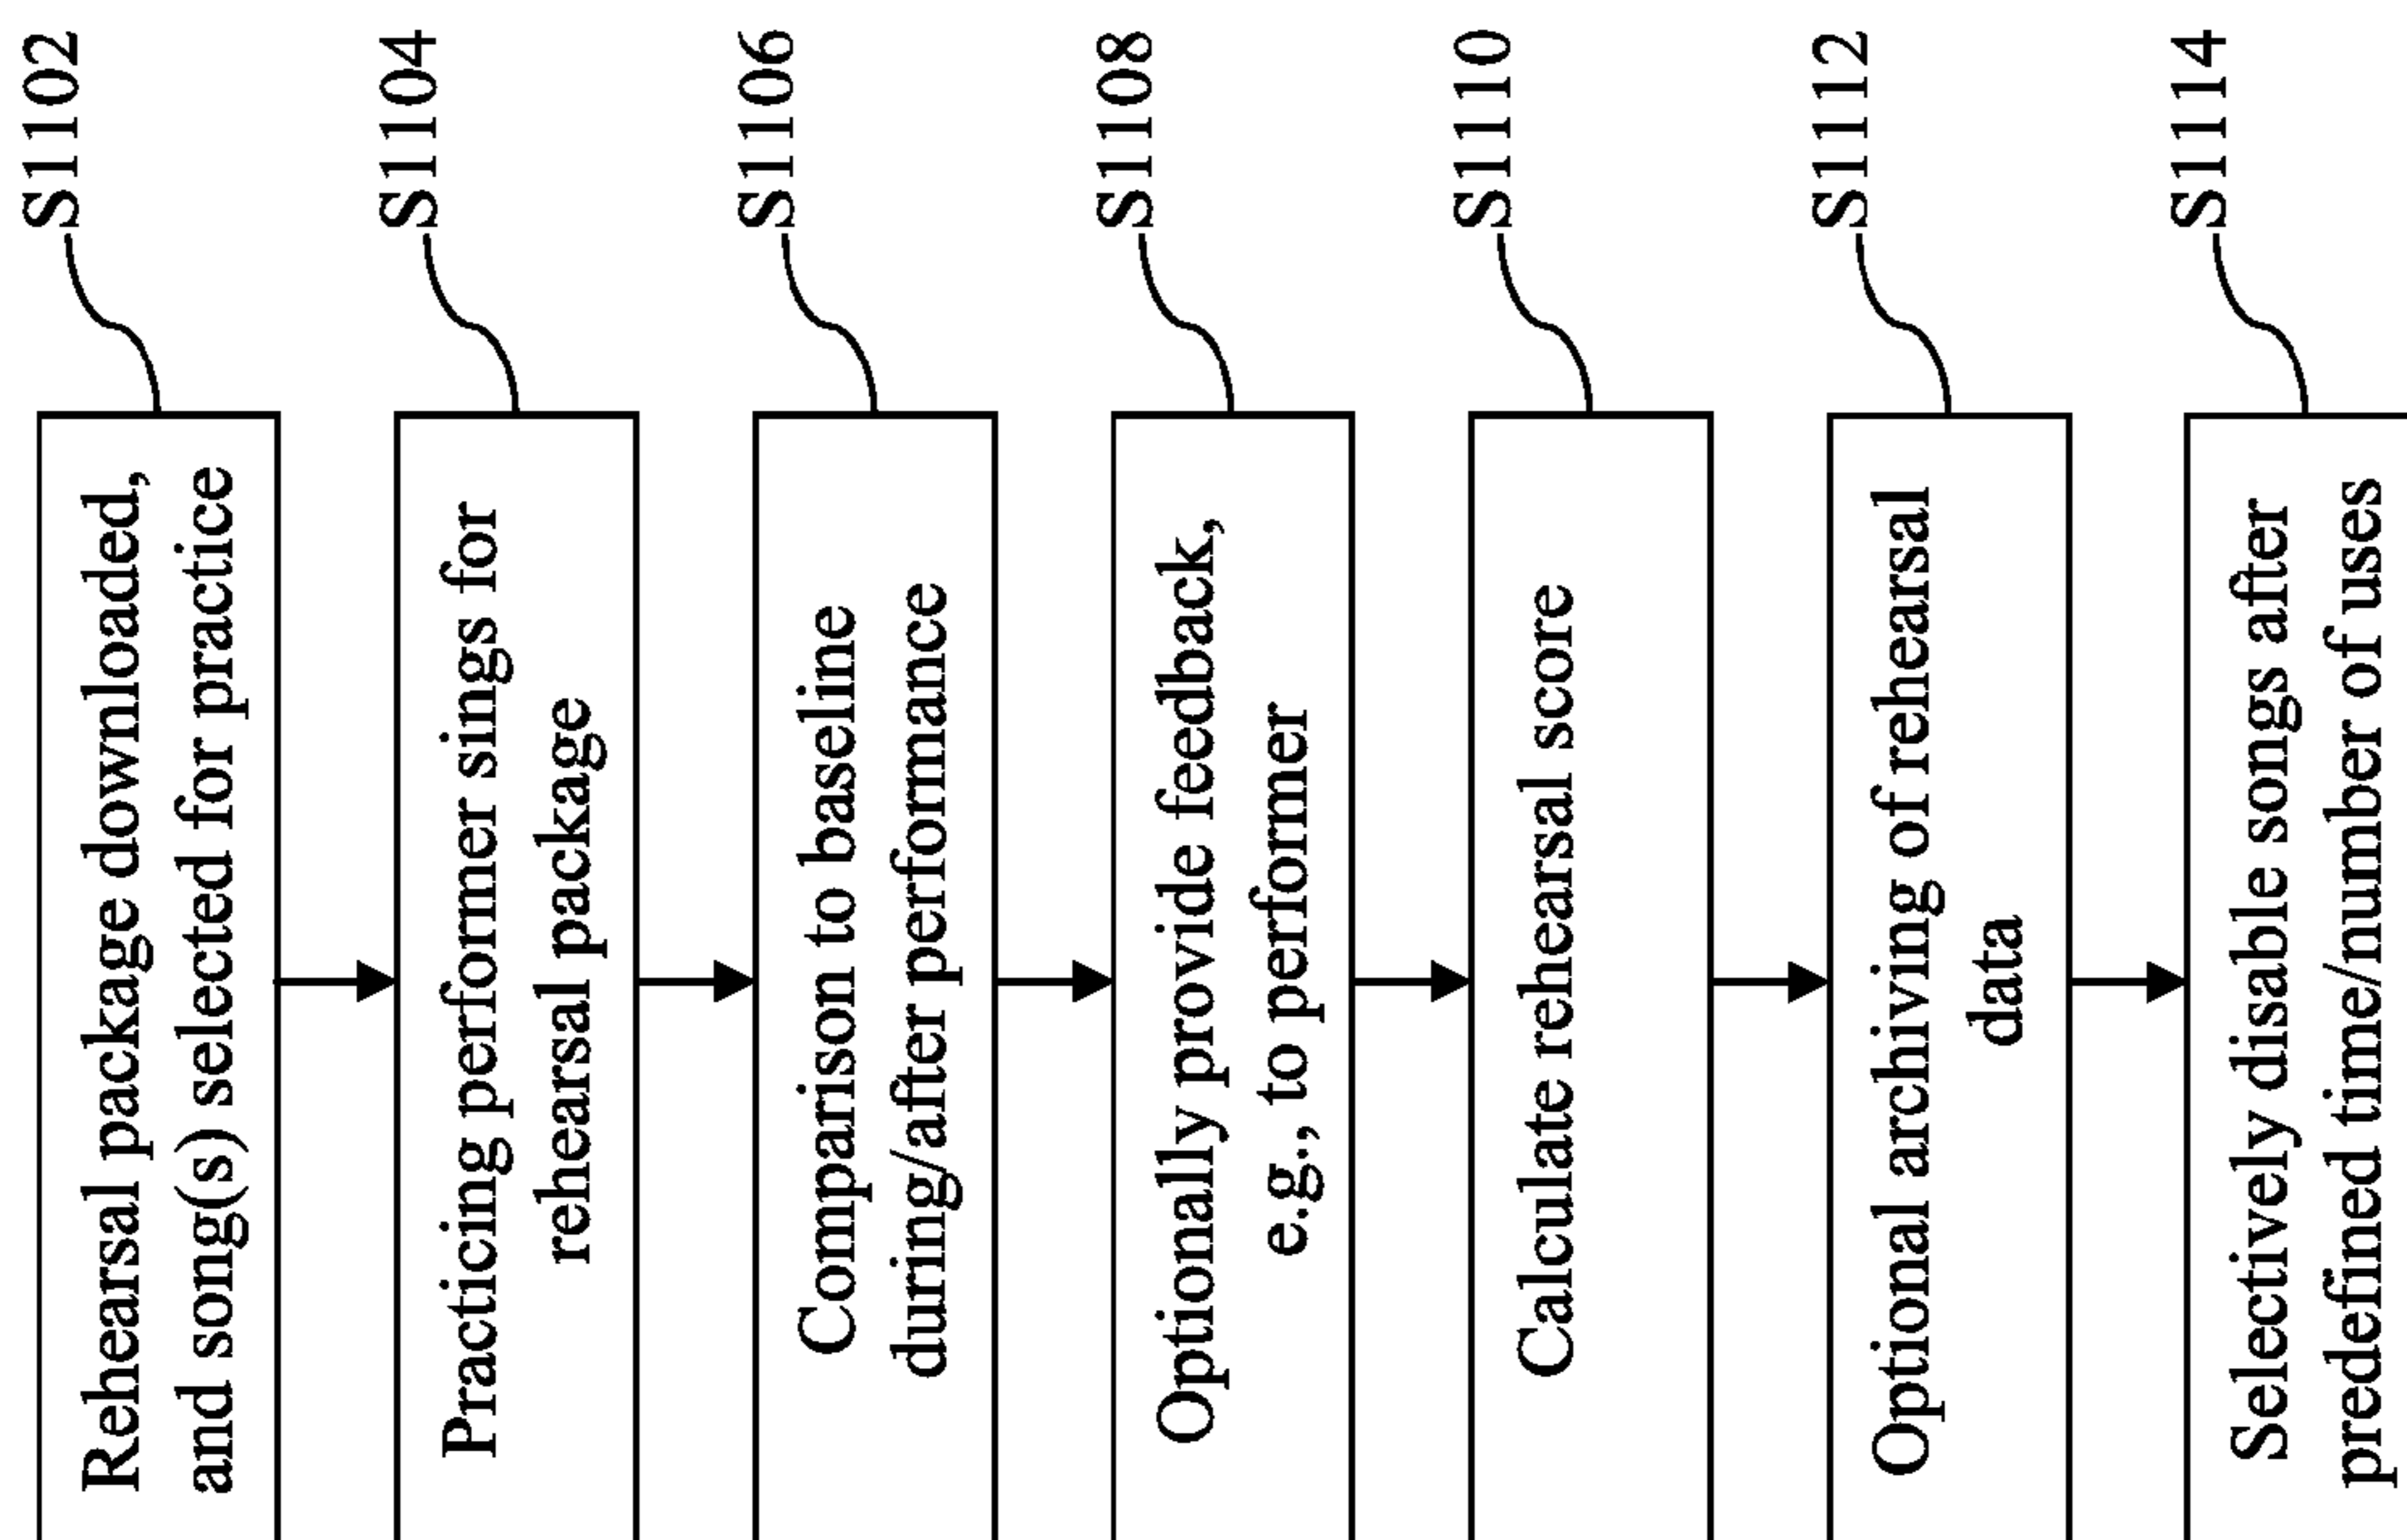 Rehearsal package downloaded,
and song(s) selected for practice
S1102
Practicing performer sings for
rehearsal package
S1104
Comparison to baseline
during/after performance
S1106
Optionally provide feedback,
e.g., to performer
S1108
Calculate rehearsal score
S1110
Optional archiving of rehearsal
data
S1112
Selectively disable songs after
predefined time/number of uses
S1114